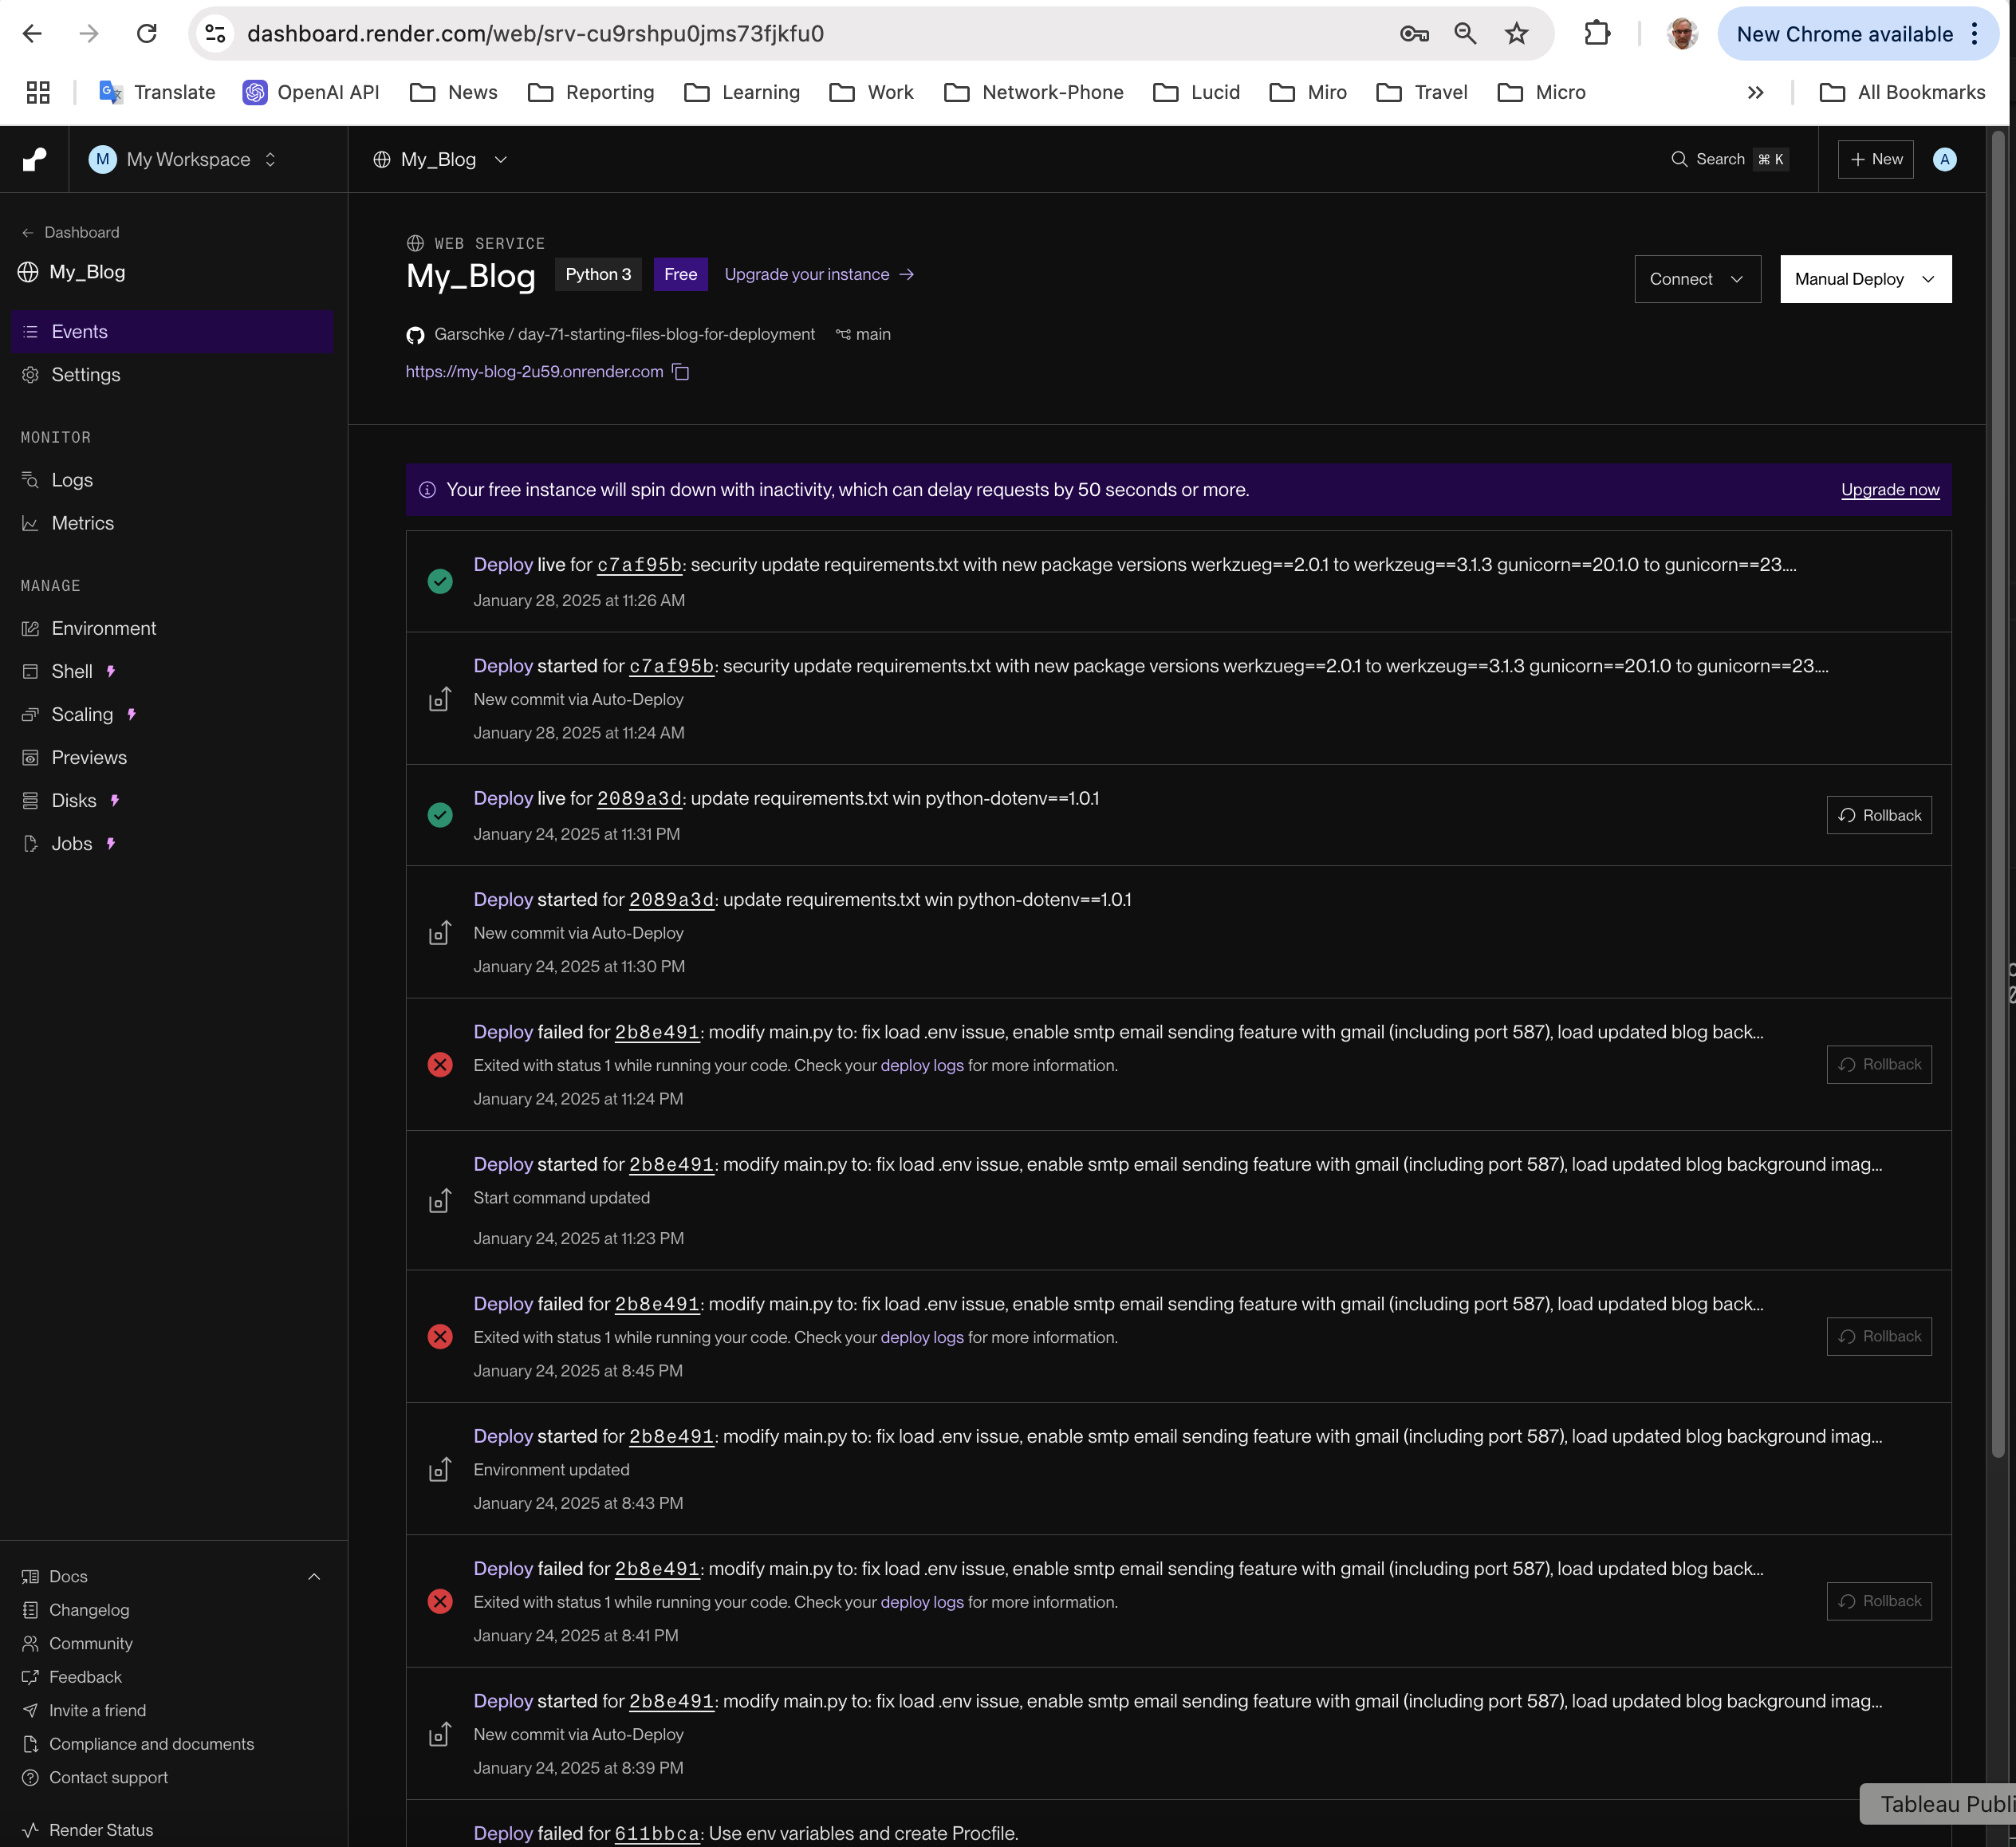 dashboard.render.com/web/srv-cu9rshpu0jms73fjkfu0
New Chrome available
Translate
OpenAI API
News
Reporting
Learning
Work
Network-Phone
Lucid
Miro
Travel
Micro
All Bookmarks
M My Workspace
My_Blog
Search ⌘ K
+ New
A
← Dashboard
My_Blog
Events
Settings
MONITOR
Logs
Metrics
MANAGE
Environment
Shell
Scaling
Previews
Disks
Jobs
Docs
Changelog
Community
Feedback
Invite a friend
Compliance and documents
Contact support
Render Status
WEB SERVICE
My_Blog Python 3 Free Upgrade your instance →
Connect
Manual Deploy
Garschke / day-71-starting-files-blog-for-deployment main
https://my-blog-2u59.onrender.com
Your free instance will spin down with inactivity, which can delay requests by 50 seconds or more. Upgrade now
Deploy live for c7af95b: security update requirements.txt with new package versions werkzueg==2.0.1 to werkzeug==3.1.3 gunicorn==20.1.0 to gunicorn==23....
January 28, 2025 at 11:26 AM
Deploy started for c7af95b: security update requirements.txt with new package versions werkzueg==2.0.1 to werkzeug==3.1.3 gunicorn==20.1.0 to gunicorn==23....
New commit via Auto-Deploy
January 28, 2025 at 11:24 AM
Deploy live for 2089a3d: update requirements.txt win python-dotenv==1.0.1
January 24, 2025 at 11:31 PM
Rollback
Deploy started for 2089a3d: update requirements.txt win python-dotenv==1.0.1
New commit via Auto-Deploy
January 24, 2025 at 11:30 PM
Deploy failed for 2b8e491: modify main.py to: fix load .env issue, enable smtp email sending feature with gmail (including port 587), load updated blog back...
Exited with status 1 while running your code. Check your deploy logs for more information.
January 24, 2025 at 11:24 PM
Rollback
Deploy started for 2b8e491: modify main.py to: fix load .env issue, enable smtp email sending feature with gmail (including port 587), load updated blog background imag...
Start command updated
January 24, 2025 at 11:23 PM
Deploy failed for 2b8e491: modify main.py to: fix load .env issue, enable smtp email sending feature with gmail (including port 587), load updated blog back...
Exited with status 1 while running your code. Check your deploy logs for more information.
January 24, 2025 at 8:45 PM
Rollback
Deploy started for 2b8e491: modify main.py to: fix load .env issue, enable smtp email sending feature with gmail (including port 587), load updated blog background imag...
Environment updated
January 24, 2025 at 8:43 PM
Deploy failed for 2b8e491: modify main.py to: fix load .env issue, enable smtp email sending feature with gmail (including port 587), load updated blog back...
Exited with status 1 while running your code. Check your deploy logs for more information.
January 24, 2025 at 8:41 PM
Rollback
Deploy started for 2b8e491: modify main.py to: fix load .env issue, enable smtp email sending feature with gmail (including port 587), load updated blog background imag...
New commit via Auto-Deploy
January 24, 2025 at 8:39 PM
Deploy failed for 611bbca: Use env variables and create Procfile.
Tableau Publi